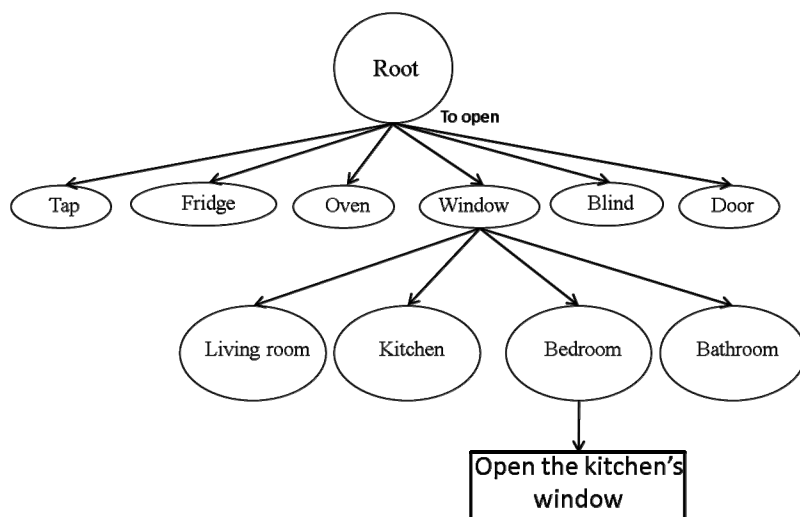 Root
To open
Tap
Fridge
Oven
Window
Blind
Door
Living room
Kitchen
Bedroom
Bathroom
Open the kitchen's
window